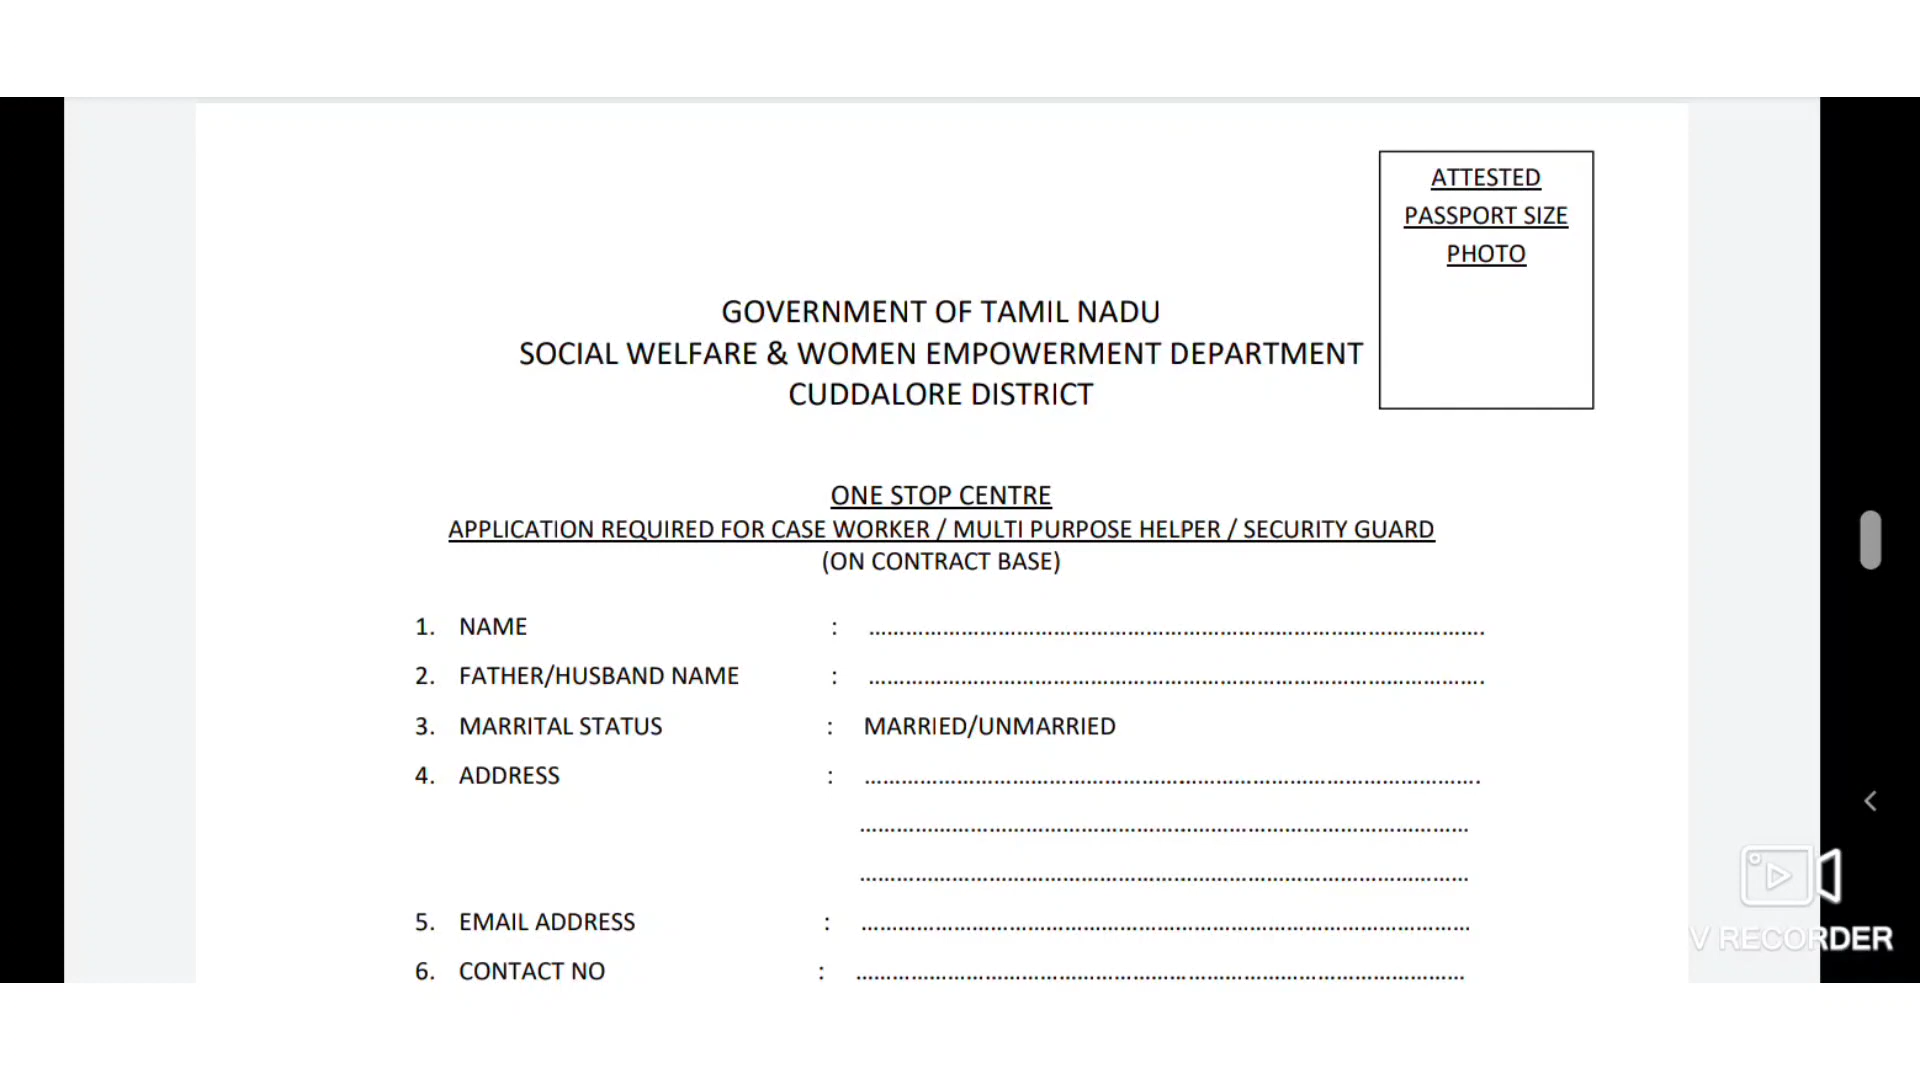 ATTESTED
PASSPORT SIZE
PHOTO
GOVERNMENT OF TAMIL NADU
SOCIAL WELFARE & WOMEN EMPOWERMENT DEPARTMENT
CUDDALORE DISTRICT
ONE STOP CENTRE
APPLICATION REQUIRED FOR CASE WORKER / MULTI PURPOSE HELPER / SECURITY GUARD
(ON CONTRACT BASE)
1. NAME : ..........................................................................................
2. FATHER/HUSBAND NAME : ..........................................................................................
3. MARRITAL STATUS : MARRIED/UNMARRIED
4. ADDRESS : ..........................................................................................
..........................................................................................
..........................................................................................
5. EMAIL ADDRESS : ..........................................................................................
6. CONTACT NO : ..........................................................................................
V RECORDER